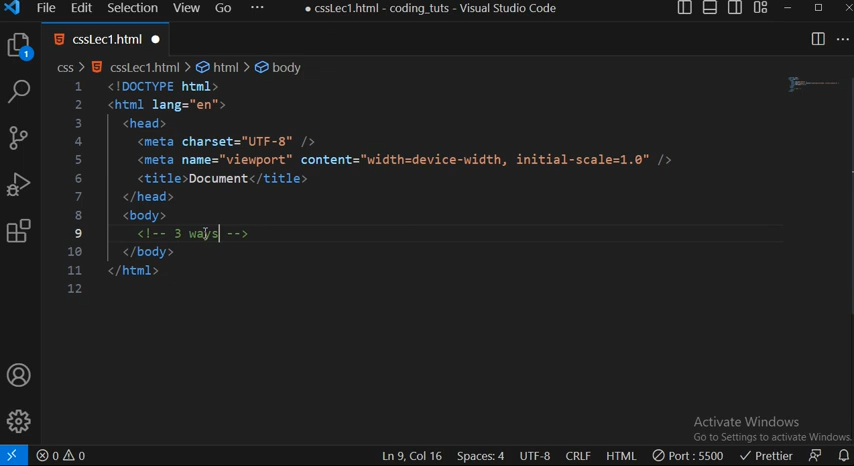 File Edit Selection View Go ··· ● cssLec1.html - coding_tuts - Visual Studio Code
cssLec1.html ●
css > cssLec1.html > html > body
1 <!DOCTYPE html>
2 <html lang="en">
3 <head>
4 <meta charset="UTF-8" />
5 <meta name="viewport" content="width=device-width, initial-scale=1.0" />
6 <title>Document</title>
7 </head>
8 <body>
9 <!-- 3 ways -->
10 </body>
11 </html>
12
1
Activate Windows
Go to Settings to activate Windows.
0 0 Ln 9, Col 16 Spaces: 4 UTF-8 CRLF HTML Port : 5500 Prettier